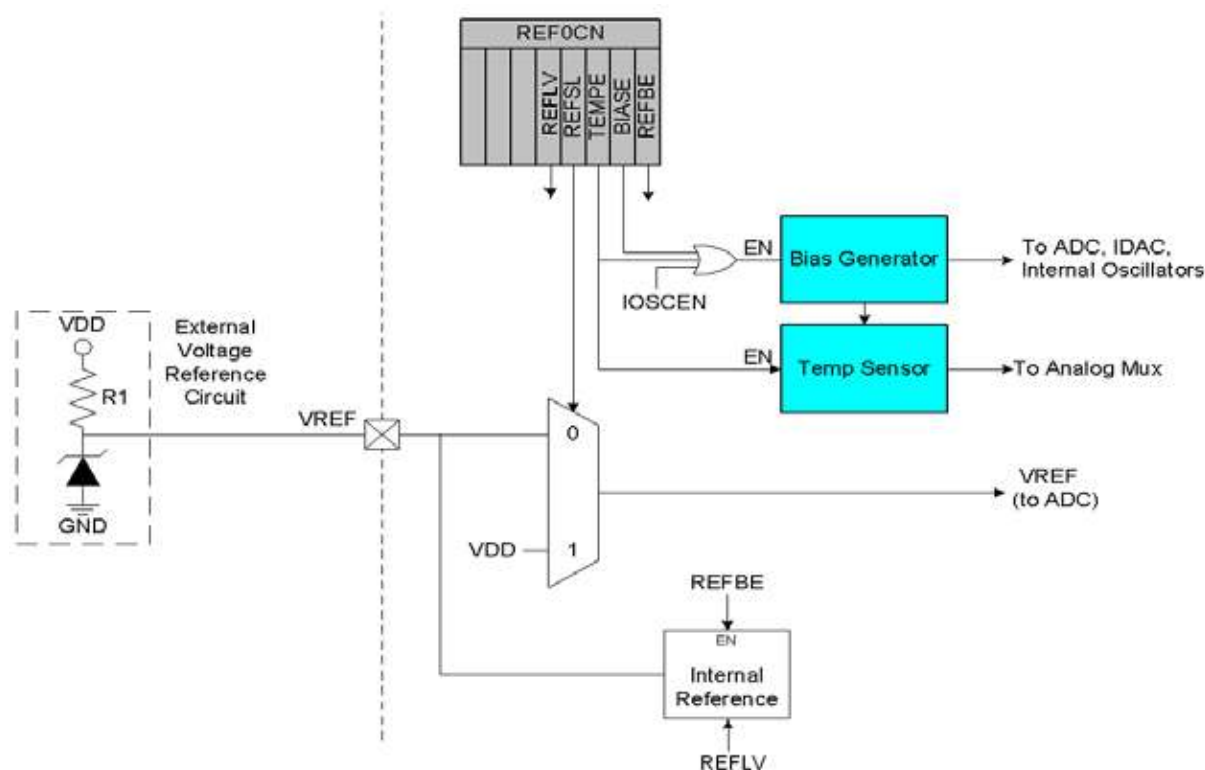 REF0CN
REFLV
REFSL
TEMPE
BIASE
REFBE
EN
Bias Generator
To ADC, IDAC,
Internal Oscillators
IOSCEN
VDD
External
Voltage
Reference
Circuit
R1
EN
Temp Sensor
To Analog Mux
VREF
0
GND
VREF
(to ADC)
VDD
1
REFBE
EN
Internal
Reference
REFLV